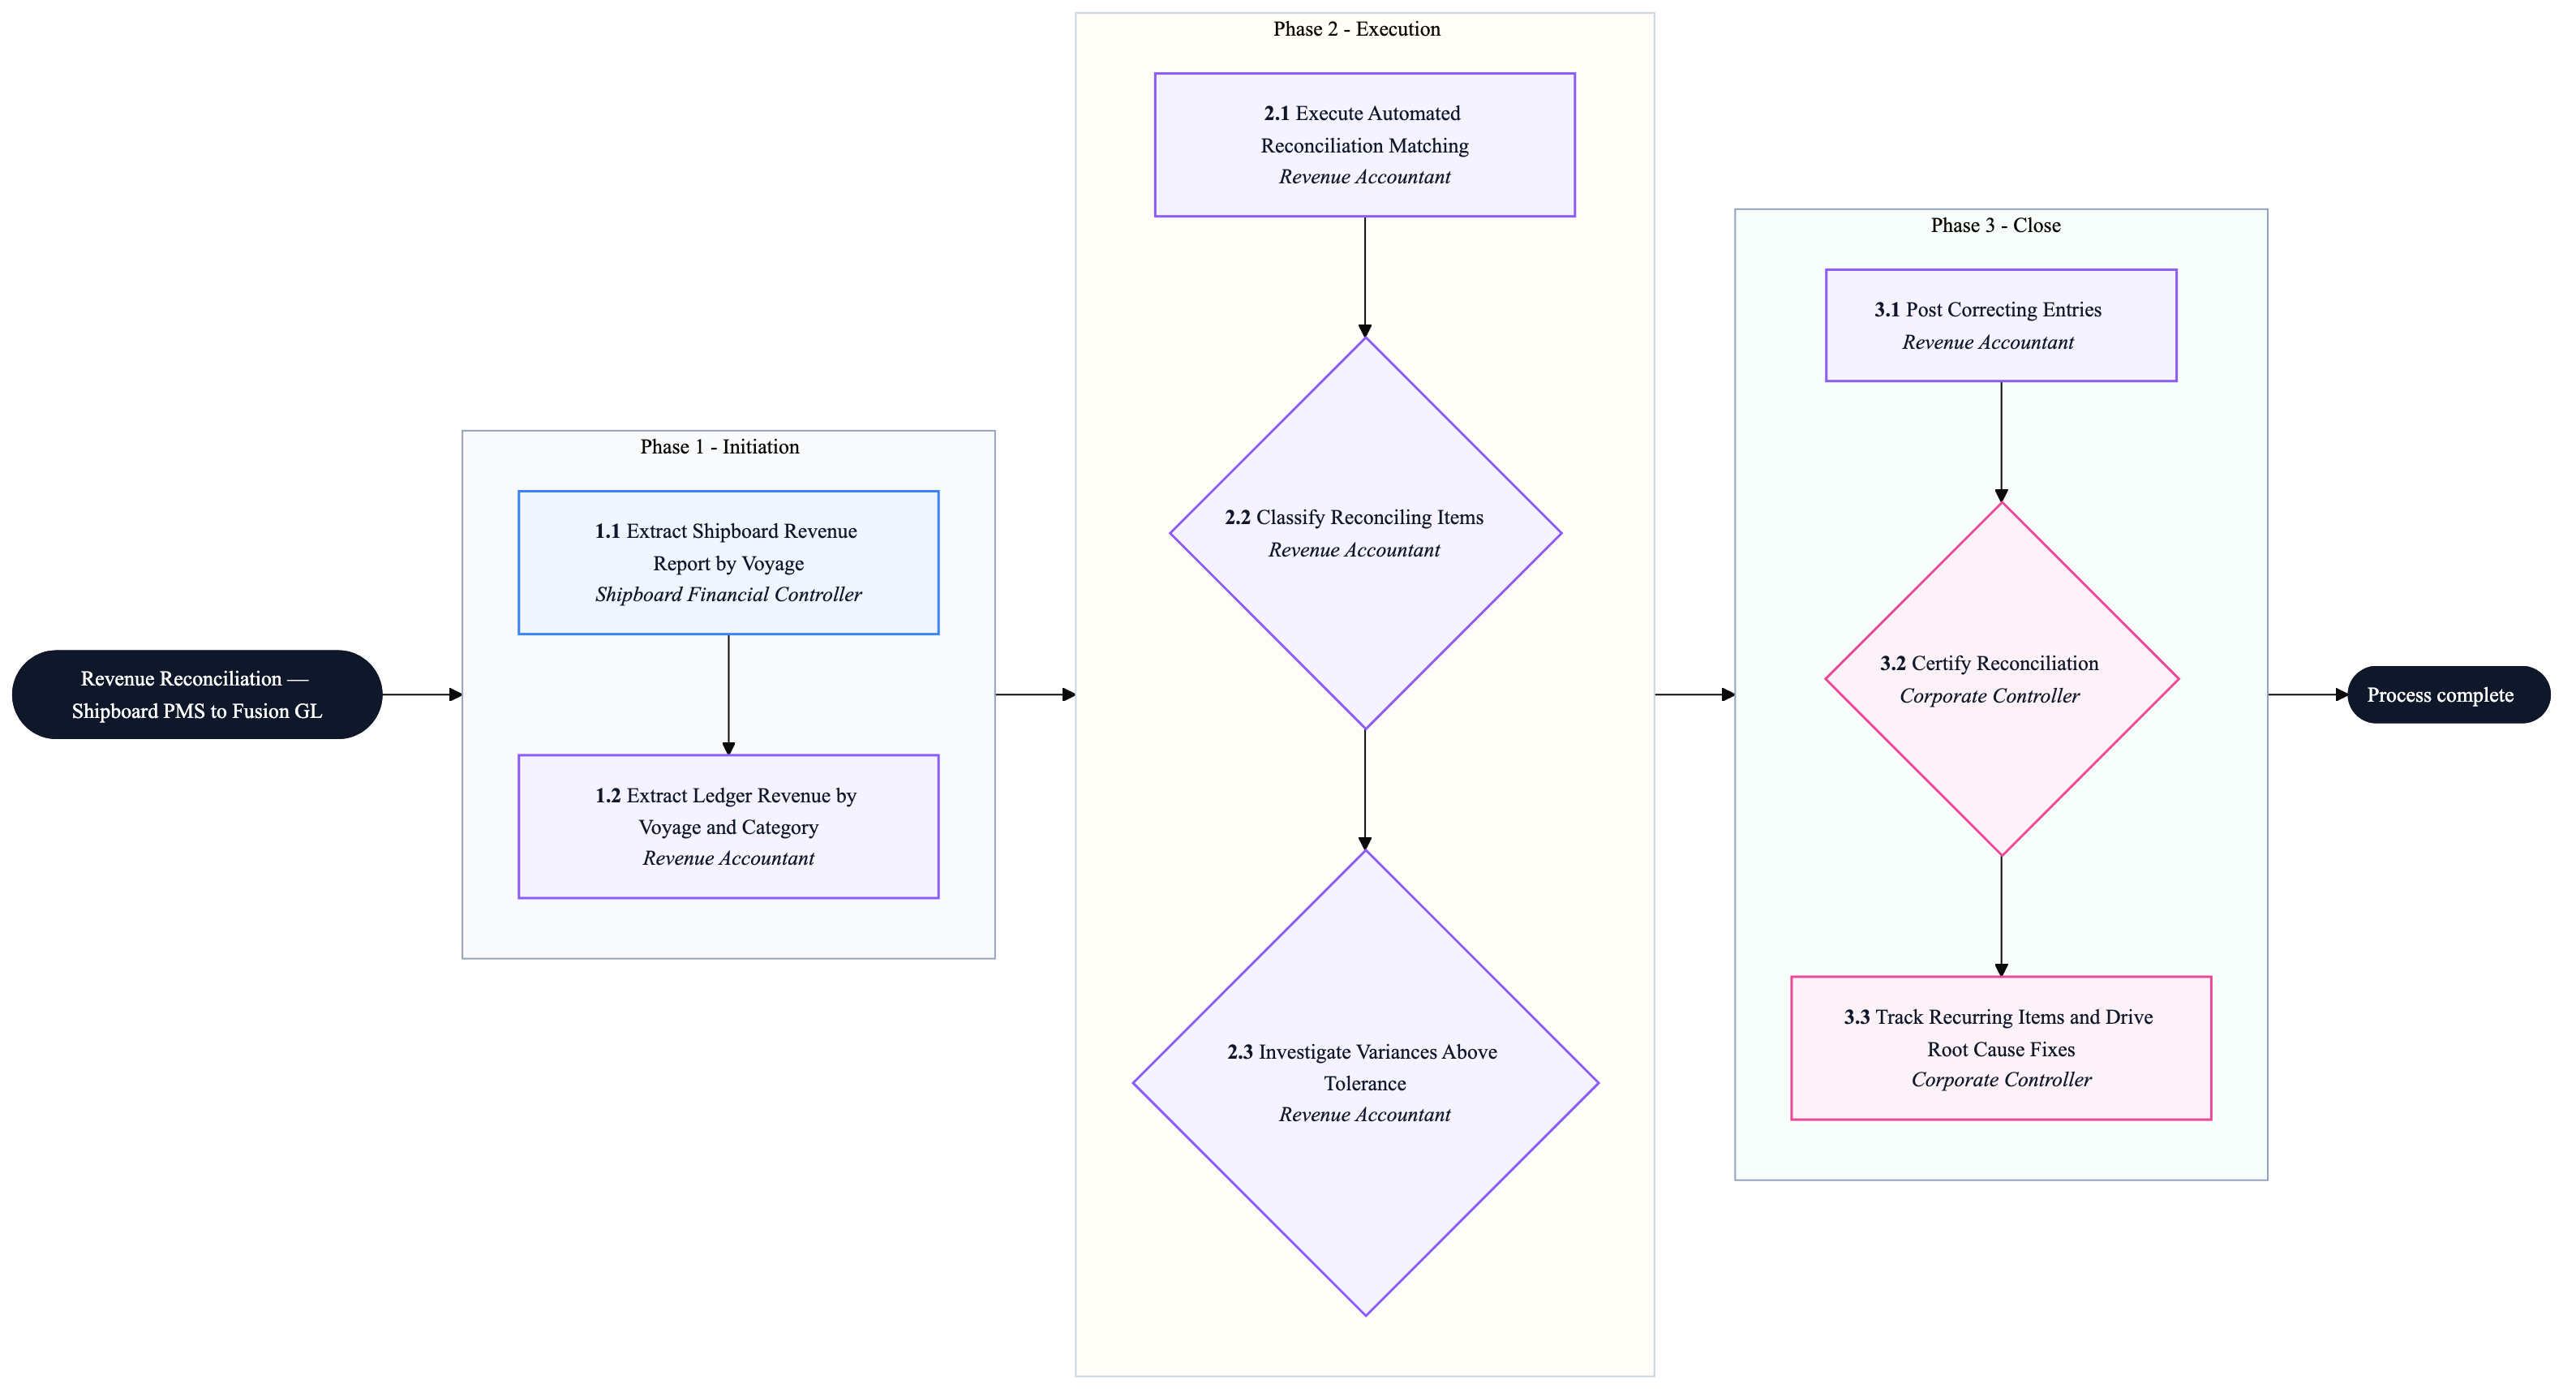 Revenue Reconciliation —
Shipboard PMS to Fusion GL
Phase 1 - Initiation
1.1 Extract Shipboard Revenue
Report by Voyage
Shipboard Financial Controller
1.2 Extract Ledger Revenue by
Voyage and Category
Revenue Accountant
Phase 2 - Execution
2.1 Execute Automated
Reconciliation Matching
Revenue Accountant
2.2 Classify Reconciling Items
Revenue Accountant
2.3 Investigate Variances Above
Tolerance
Revenue Accountant
Phase 3 - Close
3.1 Post Correcting Entries
Revenue Accountant
3.2 Certify Reconciliation
Corporate Controller
3.3 Track Recurring Items and Drive
Root Cause Fixes
Corporate Controller
Process complete